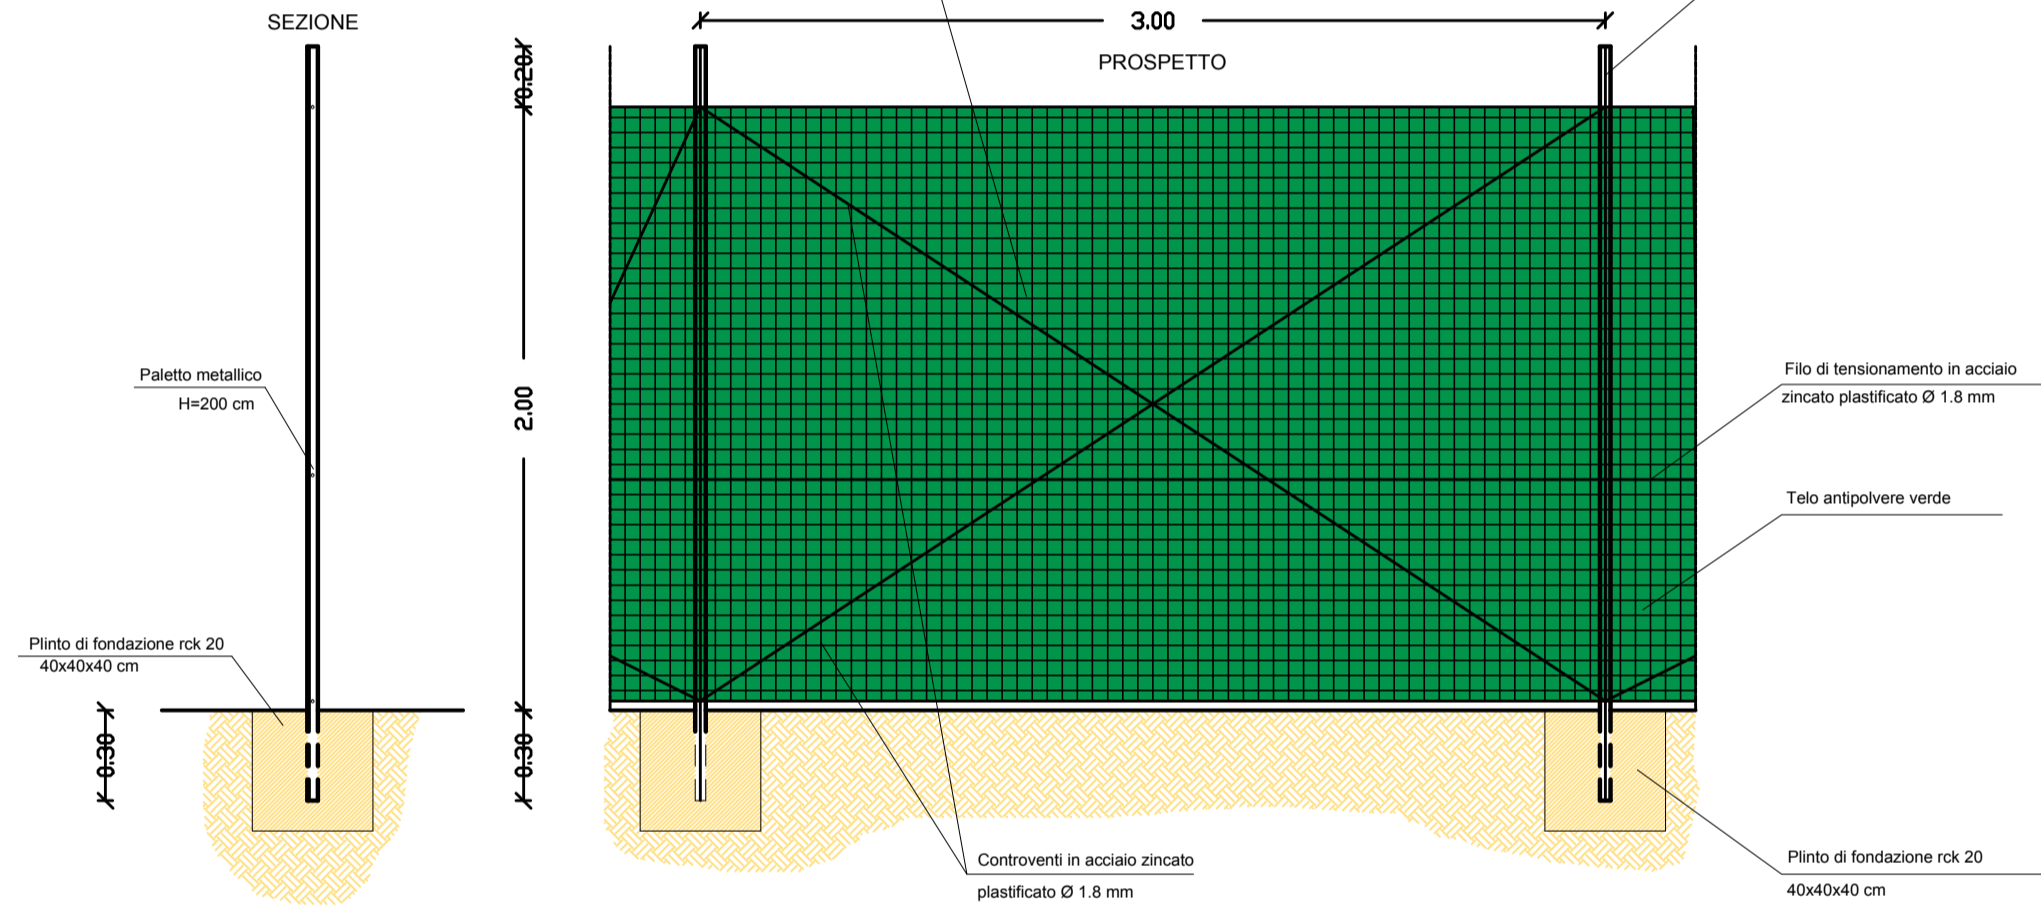 SEZIONE
3.00
PROSPETTO
0.20
2.00
Paletto metallico
H=200 cm
Filo di tensionamento in acciaio
zincato plastificato Ø 1.8 mm
Telo antipolvere verde
Plinto di fondazione rck 20
40x40x40 cm
0.30
0.30
Controventi in acciaio zincato
plastificato Ø 1.8 mm
Plinto di fondazione rck 20
40x40x40 cm